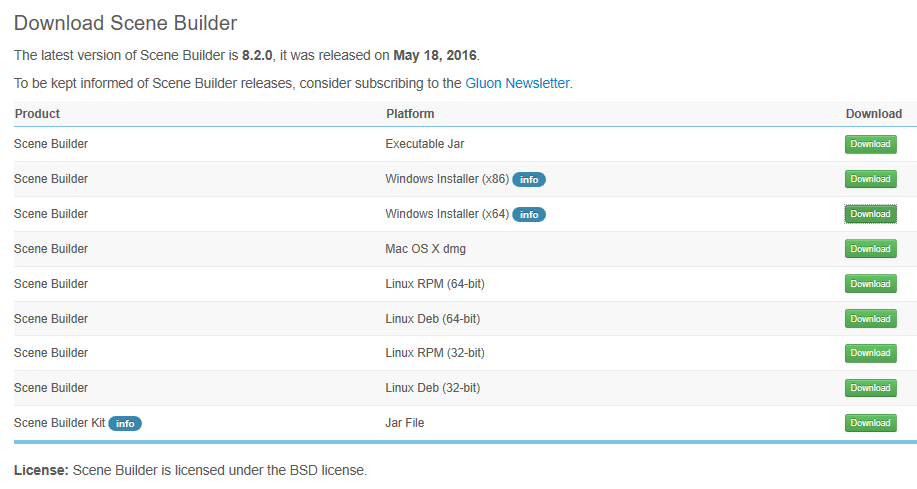 Download Scene Builder
The latest version of Scene Builder is 8.2.0, it was released on May 18, 2016.
To be kept informed of Scene Builder releases, consider subscribing to the Gluon Newsletter.
Product Platform Download
Scene Builder Executable Jar Download
Scene Builder Windows Installer (x86) info Download
Scene Builder Windows Installer (x64) info Download
Scene Builder Mac OS X dmg Download
Scene Builder Linux RPM (64-bit) Download
Scene Builder Linux Deb (64-bit) Download
Scene Builder Linux RPM (32-bit) Download
Scene Builder Linux Deb (32-bit) Download
Scene Builder Kit info Jar File Download
License: Scene Builder is licensed under the BSD license.